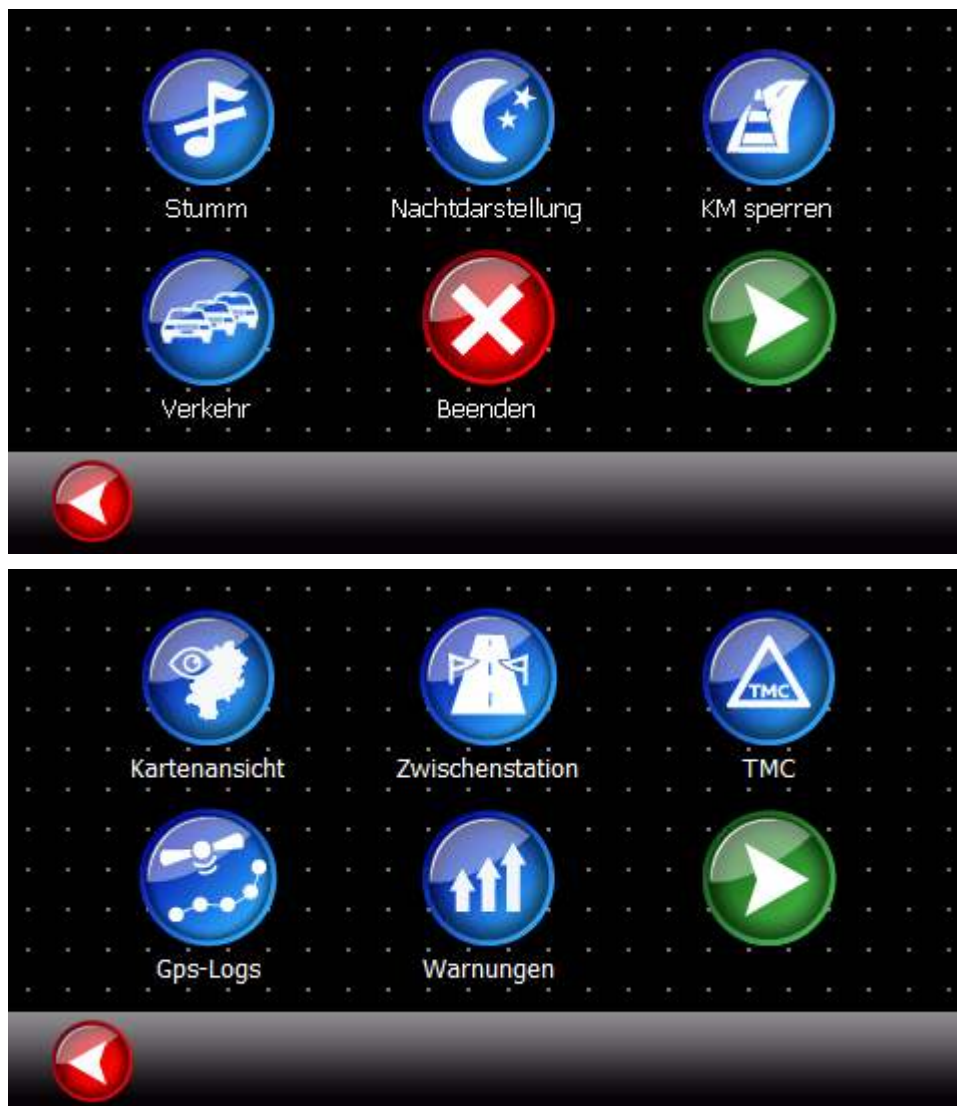 Stumm
Nachtdarstellung
KM sperren
Verkehr
Beenden
TMC
Kartenansicht
Zwischenstation
TMC
Gps-Logs
Warnungen